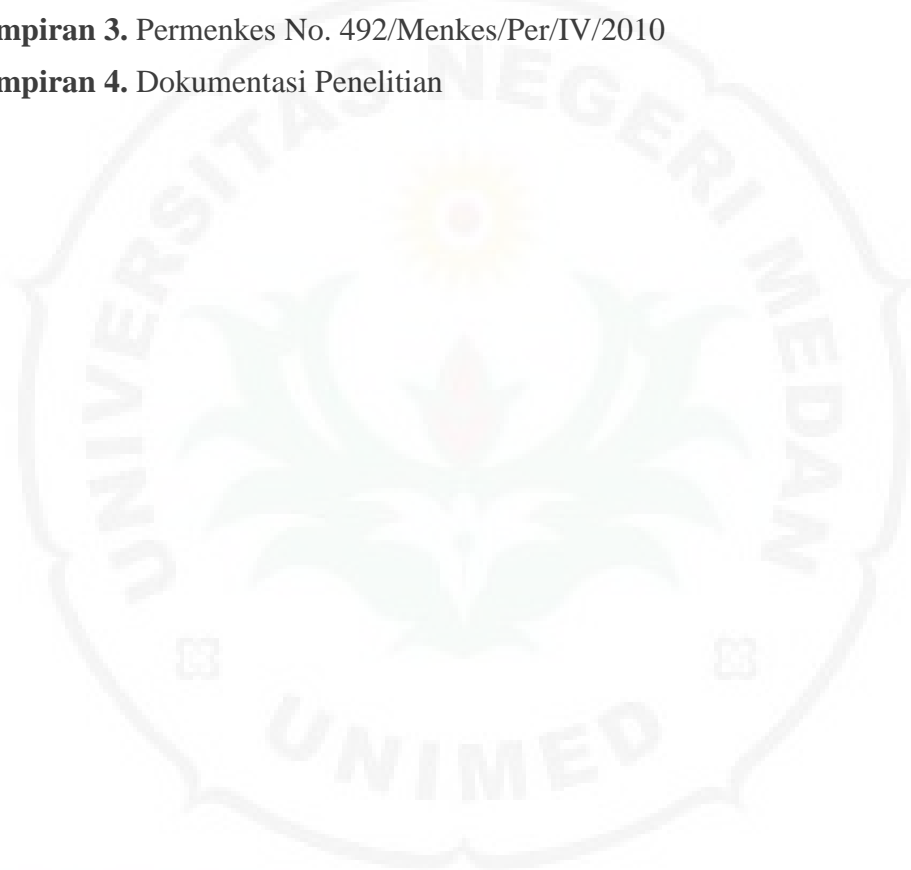 mpiran 3. Permenkes No. 492/Menkes/Per/IV/2010
mpiran 4. Dokumentasi Penelitian
UNIVERSITAS NEGERI MEDAN
UNIMED